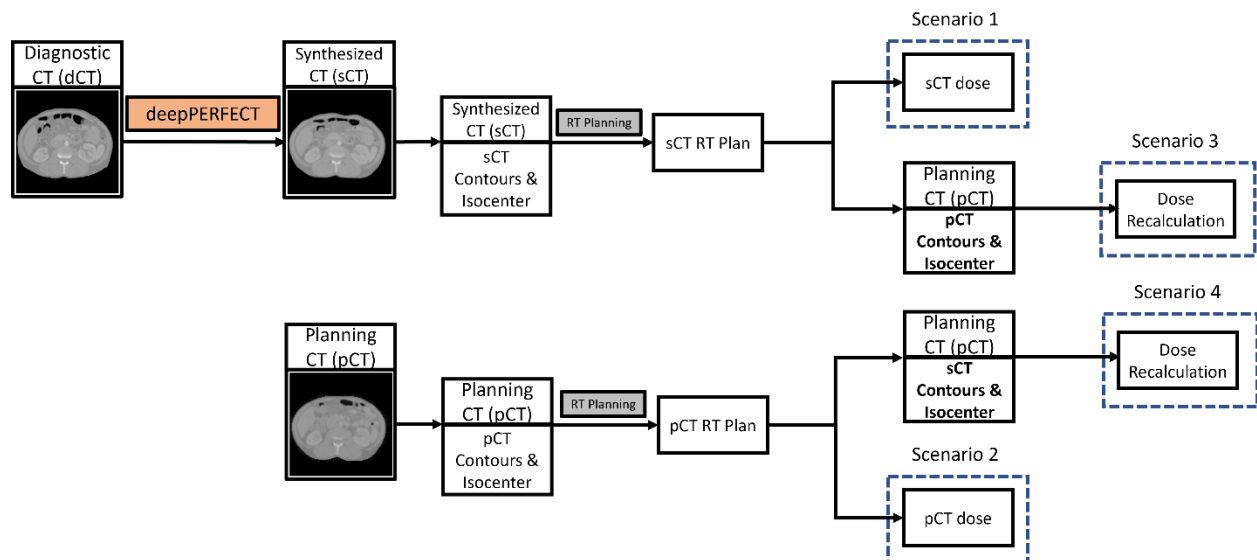 Scenario 1
Diagnostic
CT (dCT)
deepPERFECT
Synthesized
CT (sCT)
Synthesized
CT (sCT)
sCT
Contours &
Isocenter
RT Planning
sCT RT Plan
sCT dose
Scenario 3
Planning
CT (pCT)
pCT
Contours &
Isocenter
Dose
Recalculation
Scenario 4
Planning
CT (pCT)
Planning
CT (pCT)
pCT
Contours &
Isocenter
RT Planning
pCT RT Plan
Planning
CT (pCT)
sCT
Contours &
Isocenter
Dose
Recalculation
Scenario 2
pCT dose